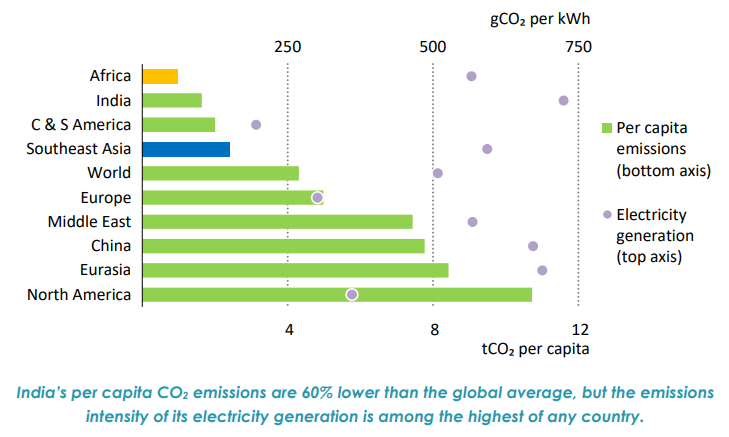 gCO₂ per kWh
250 500 750
Africa
India
C & S America
Southeast Asia
World
Europe
Middle East
China
Eurasia
North America
Per capita
emissions
(bottom axis)
Electricity
generation
(top axis)
4 8 12
tCO₂ per capita
India's per capita CO₂ emissions are 60% lower than the global average, but the emissions
intensity of its electricity generation is among the highest of any country.